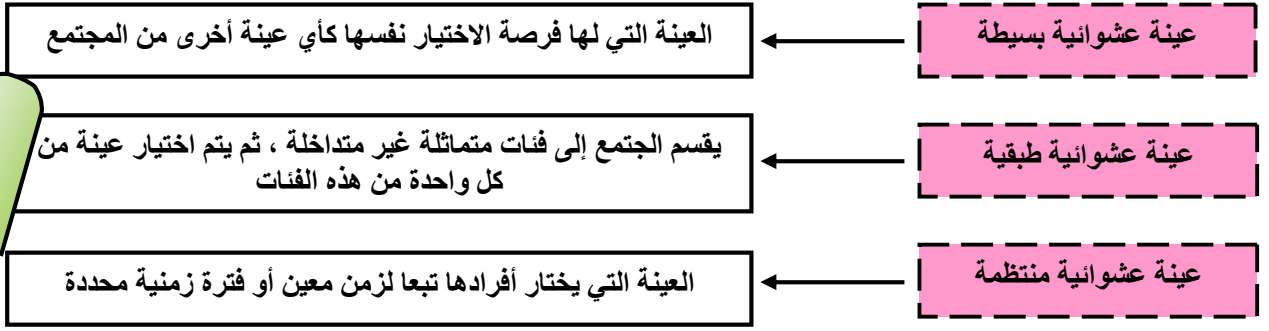 عينة عشوائية بسيطة
العينة التي لها فرصة الاختيار نفسها كأي عينة أخرى من المجتمع
عينة عشوائية طبقية
يقسم الجتمع إلى فئات متماثلة غير متداخلة ، ثم يتم اختيار عينة من
كل واحدة من هذه الفئات
عينة عشوائية منتظمة
العينة التي يختار أفرادها تبعا لزمن معين أو فترة زمنية محددة